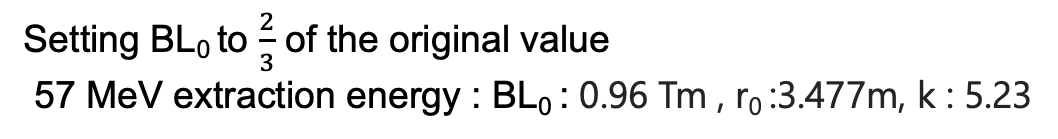 Setting BL₀ to 2/3 of the original value
57 MeV extraction energy : BL₀ : 0.96 Tm , r₀ :3.477m, k : 5.23